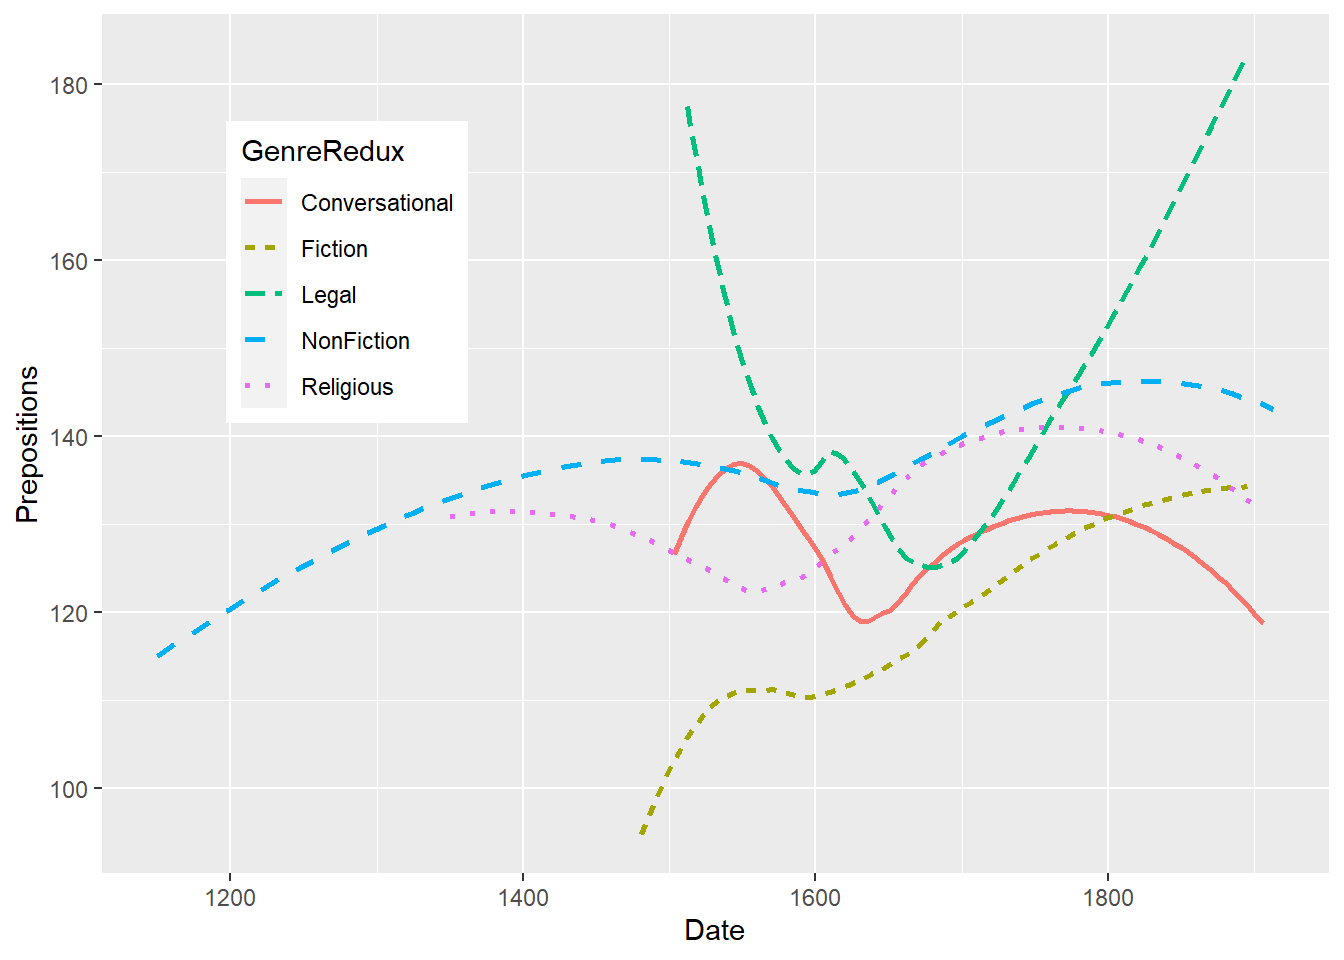 180
160
140
120
100
Prepositions
GenreRedux
Conversational
Fiction
Legal
NonFiction
Religious
1200 1400 1600 1800
Date